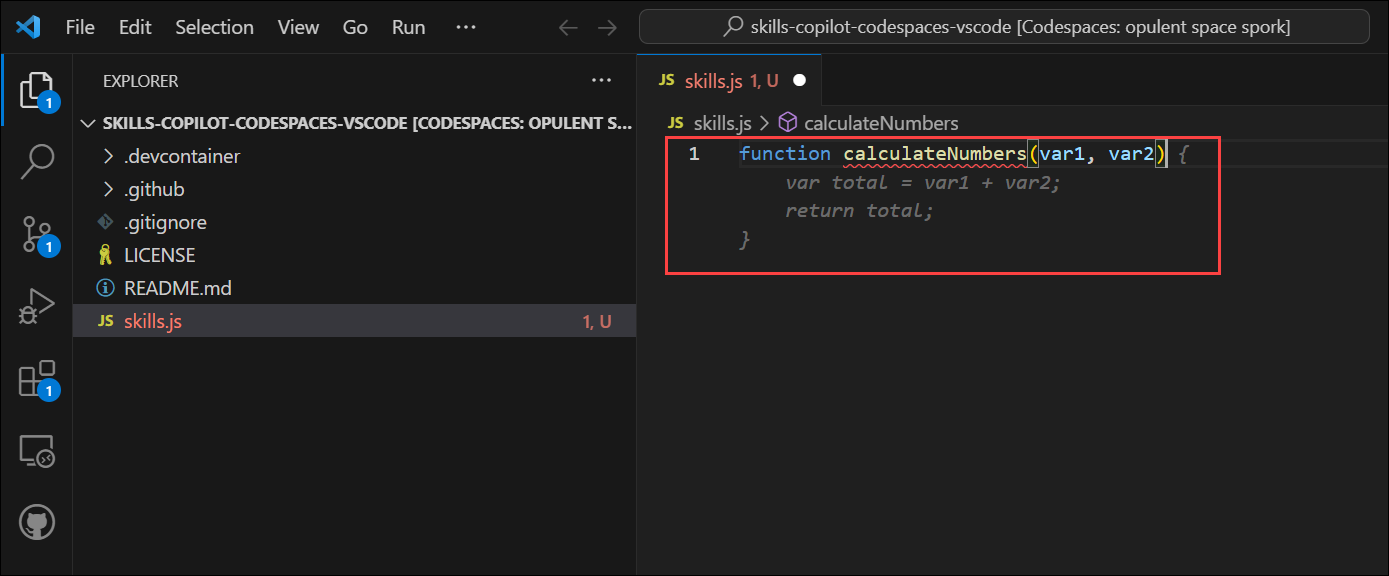 File Edit Selection View Go Run ···
skills-copilot-codespaces-vscode [Codespaces: opulent space spork]
1
1
1
EXPLORER ···
SKILLS-COPILOT-CODESPACES-VSCODE [CODESPACES: OPULENT S...
.devcontainer
.github
.gitignore
LICENSE
README.md
JS skills.js 1, U
JS skills.js 1, U
JS skills.js > calculateNumbers
1 function calculateNumbers(var1, var2) {
var total = var1 + var2;
return total;
}